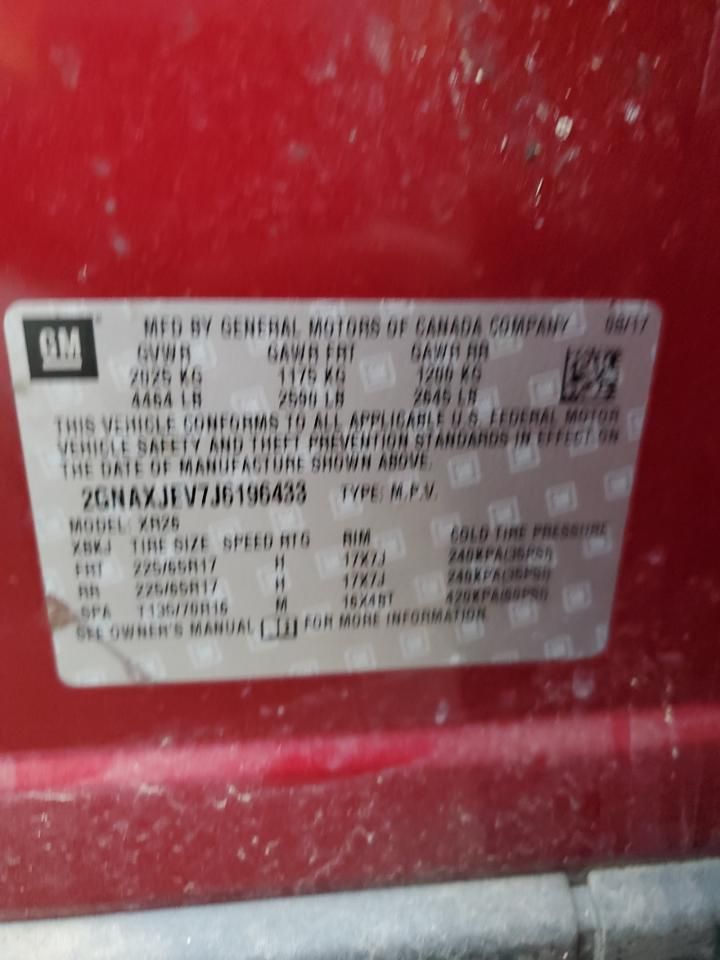 GM
MFD BY GENERAL MOTORS OF CANADA COMPANY 08/17
GVWR GAWR FRT GAWR RR
2025 KG 1175 KG 1200 KG
4464 LB 2590 LB 2645 LB
THIS VEHICLE CONFORMS TO ALL APPLICABLE U.S. FEDERAL MOTOR
VEHICLE SAFETY AND THEFT PREVENTION STANDARDS IN EFFECT ON
THE DATE OF MANUFACTURE SHOWN ABOVE.
2GNAXJEV7J6196433 TYPE: M.P.V.
MODEL: XR26
XBKJ TIRE SIZE SPEED RTG RIM COLD TIRE PRESSURE
FRT 225/65R17 H 17X7J 240KPA(35PSI)
RR 225/65R17 H 17X7J 240KPA(35PSI)
SPA T135/70R16 M 16X4BT 420KPA(60PSI)
SEE OWNER'S MANUAL FOR MORE INFORMATION